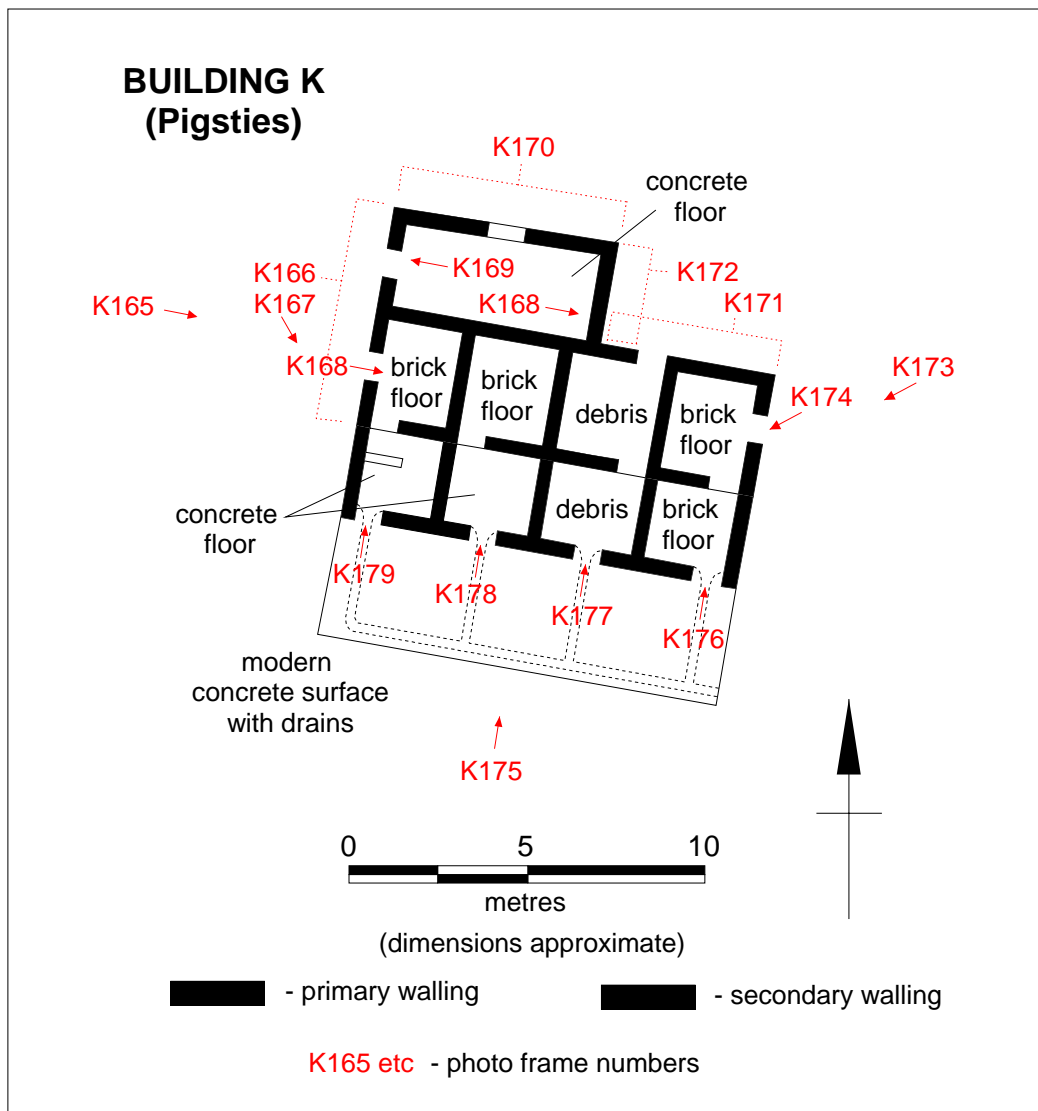 BUILDING K
(Pigsties)
K170
concrete
floor
K166
K169
K172
K165
K167
K168
K171
K168
brick
floor
brick
floor
debris
brick
floor
K174
K173
concrete
floor
debris
brick
floor
K179
K178
K177
K176
modern
concrete surface
with drains
K175
0 5 10
metres
(dimensions approximate)
- primary walling
- secondary walling
K165 etc - photo frame numbers